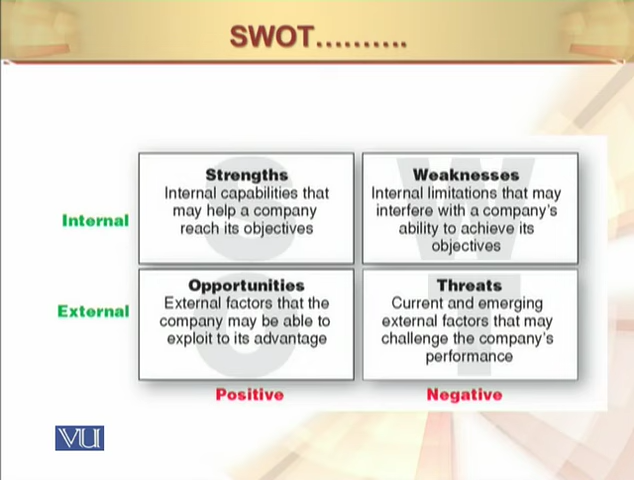 SWOT..........
Strengths
Internal capabilities that
may help a company
reach its objectives
Weaknesses
Internal limitations that may
interfere with a company's
ability to achieve its
objectives
Internal
Opportunities
External factors that the
company may be able to
exploit to its advantage
Threats
Current and emerging
external factors that may
challenge the company's
performance
External
Positive
Negative
VU
S
W
O
T